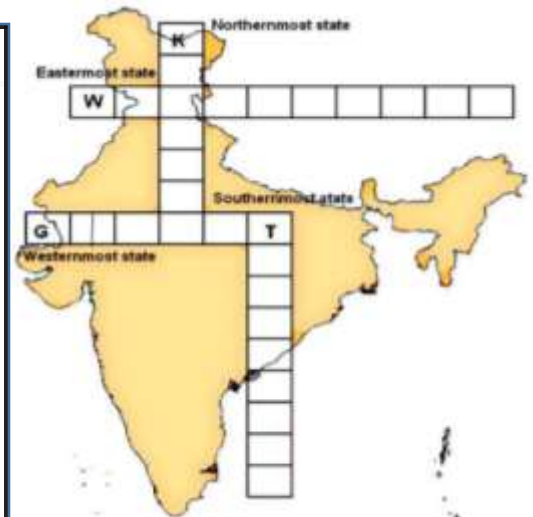 K
Northernmost state
Eastermost state
W
Southernmost state
G
T
Westernmost state